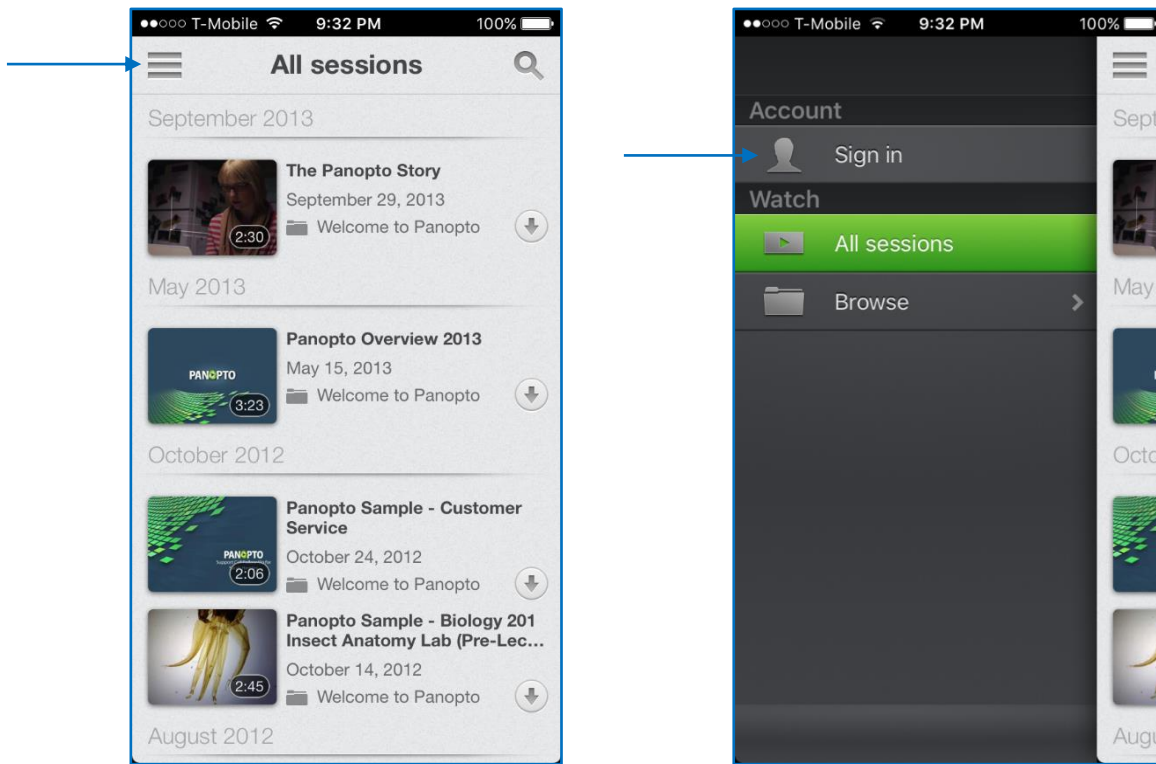 T-Mobile 9:32 PM 100%
All sessions
September 2013
The Panopto Story
September 29, 2013
Welcome to Panopto
2:30
May 2013
Panopto Overview 2013
May 15, 2013
Welcome to Panopto
PANOPTO
3:23
October 2012
Panopto Sample - Customer
Service
October 24, 2012
Welcome to Panopto
PANOPTO
2:06
Panopto Sample - Biology 201
Insect Anatomy Lab (Pre-Lec...
October 14, 2012
Welcome to Panopto
2:45
August 2012
T-Mobile 9:32 PM 100%
Account
Sign in
Watch
All sessions
Browse
Sept
May
Octo
Augu